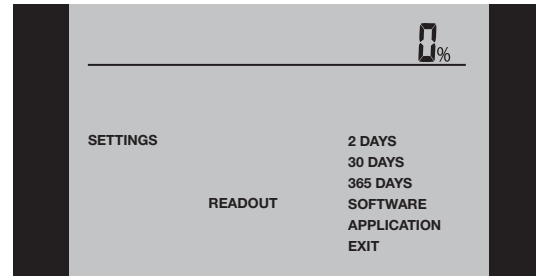 0%
SETTINGS 2 DAYS
30 DAYS
365 DAYS
READOUT SOFTWARE
APPLICATION
EXIT